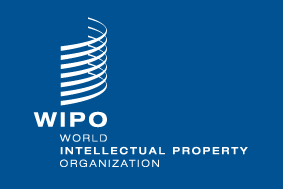 WIPO
WORLD
INTELLECTUAL PROPERTY
ORGANIZATION